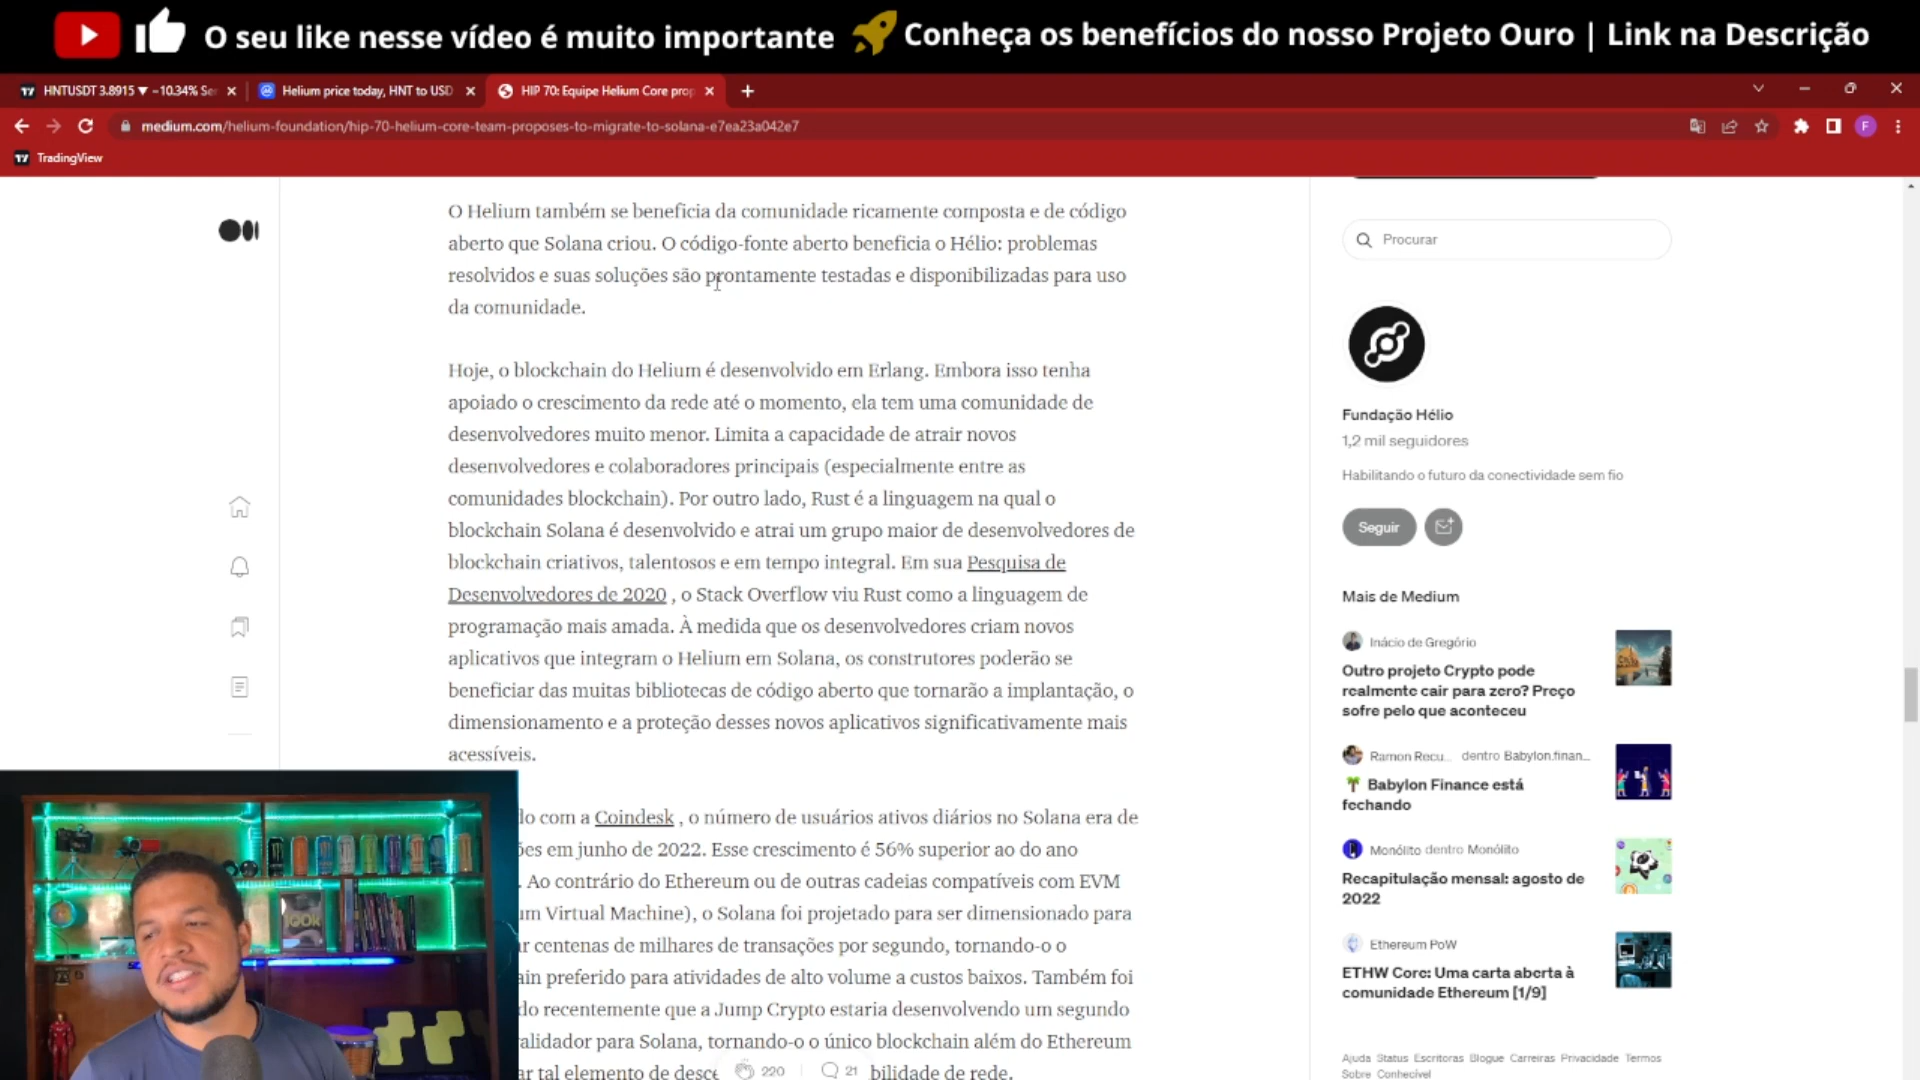 O seu like nesse vídeo é muito importante
Conheça os benefícios do nosso Projeto Ouro | Link na Descrição
HNTUSDT 3.8915 ▼ −10.34%
Helium price today, HNT to USD
HIP 70: Equipe Helium Core
medium.com/helium-foundation/hip-70-helium-core-team-proposes-to-migrate-to-solana-e7ea23a042e7
F
TradingView
O Helium também se beneficia da comunidade ricamente composta e de código
aberto que Solana criou. O código-fonte aberto beneficia o Hélio: problemas
resolvidos e suas soluções são prontamente testadas e disponibilizadas para uso
da comunidade.
Hoje, o blockchain do Helium é desenvolvido em Erlang. Embora isso tenha
apoiado o crescimento da rede até o momento, ela tem uma comunidade de
desenvolvedores muito menor. Limita a capacidade de atrair novos
desenvolvedores e colaboradores principais (especialmente entre as
comunidades blockchain). Por outro lado, Rust é a linguagem na qual o
blockchain Solana é desenvolvido e atrai um grupo maior de desenvolvedores de
blockchain criativos, talentosos e em tempo integral. Em sua Pesquisa de
Desenvolvedores de 2020 , o Stack Overflow viu Rust como a linguagem de
programação mais amada. À medida que os desenvolvedores criam novos
aplicativos que integram o Helium em Solana, os construtores poderão se
beneficiar das muitas bibliotecas de código aberto que tornarão a implantação, o
dimensionamento e a proteção desses novos aplicativos significativamente mais
acessíveis.
com a Coindesk , o número de usuários ativos diários no Solana era de
em junho de 2022. Esse crescimento é 56% superior ao do ano
. Ao contrário do Ethereum ou de outras cadeias compatíveis com EVM
Virtual Machine), o Solana foi projetado para ser dimensionado para
centenas de milhares de transações por segundo, tornando-o o
preferido para atividades de alto volume a custos baixos. Também foi
recentemente que a Jump Crypto estaria desenvolvendo um segundo
para Solana, tornando-o o único blockchain além do Ethereum
tal elemento de de rede.
220
21
Procurar
Fundação Hélio
1,2 mil seguidores
Habilitando o futuro da conectividade sem fio
Seguir
Mais de Medium
Inácio de Gregório
Outro projeto Crypto pode
realmente cair para zero? Preço
sofre pelo que aconteceu
Ramon Recu... dentro Babylon.finan...
Babylon Finance está
fechando
Monólito dentro Monólito
Recapitulação mensal: agosto de
2022
Ethereum PoW
ETHW Core: Uma carta aberta à
comunidade Ethereum [1/9]
Ajuda Status Escritoras Blogue Carreiras Privacidade Termos
Sobre Conhecível